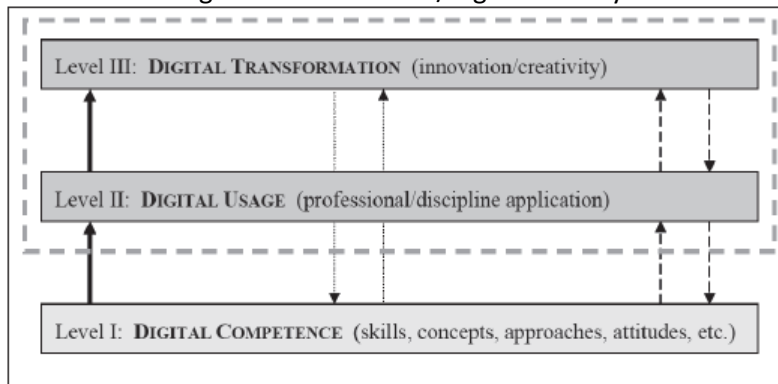 Level III: DIGITAL TRANSFORMATION (innovation/creativity)
Level II: DIGITAL USAGE (professional/discipline application)
Level I: DIGITAL COMPETENCE (skills, concepts, approaches, attitudes, etc.)